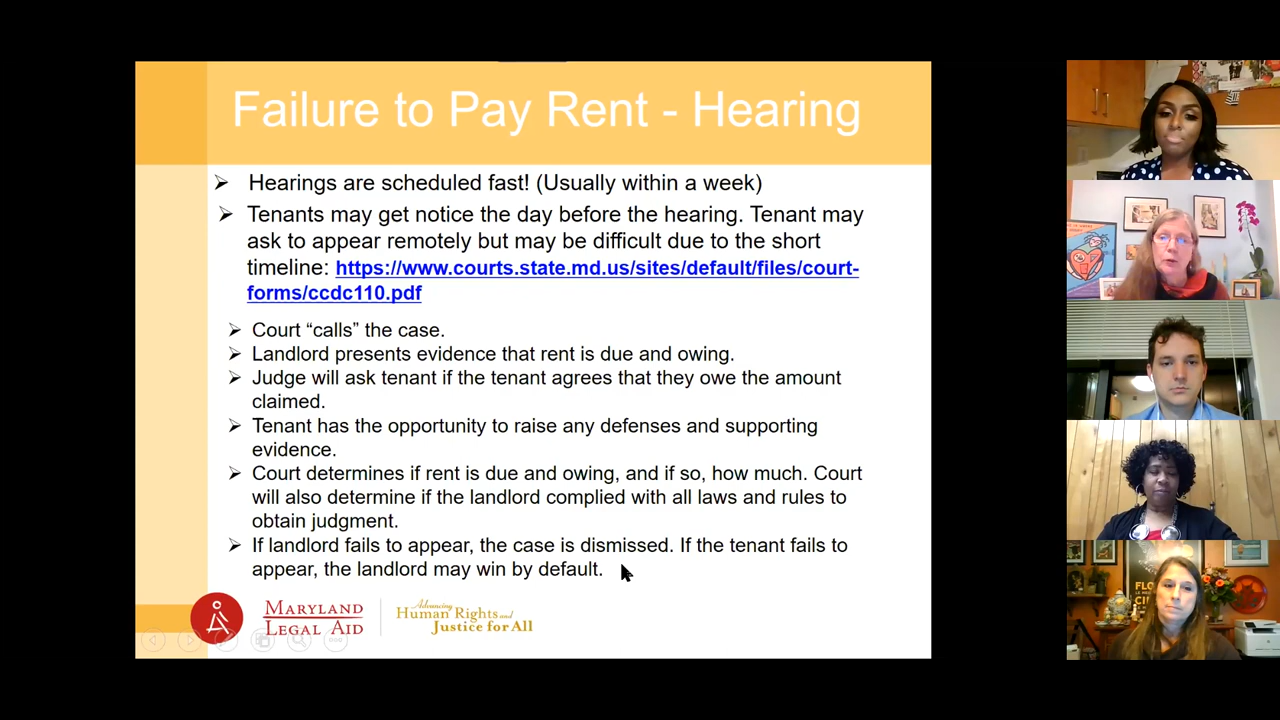 Failure to Pay Rent - Hearing
➢ Hearings are scheduled fast! (Usually within a week)
➢ Tenants may get notice the day before the hearing. Tenant may
ask to appear remotely but may be difficult due to the short
timeline: https://www.courts.state.md.us/sites/default/files/court-
forms/ccdc110.pdf
➢ Court “calls” the case.
➢ Landlord presents evidence that rent is due and owing.
➢ Judge will ask tenant if the tenant agrees that they owe the amount
claimed.
➢ Tenant has the opportunity to raise any defenses and supporting
evidence.
➢ Court determines if rent is due and owing, and if so, how much. Court
will also determine if the landlord complied with all laws and rules to
obtain judgment.
➢ If landlord fails to appear, the case is dismissed. If the tenant fails to
appear, the landlord may win by default.
MARYLAND
LEGAL AID
Advancing
Human Rights and
Justice for All